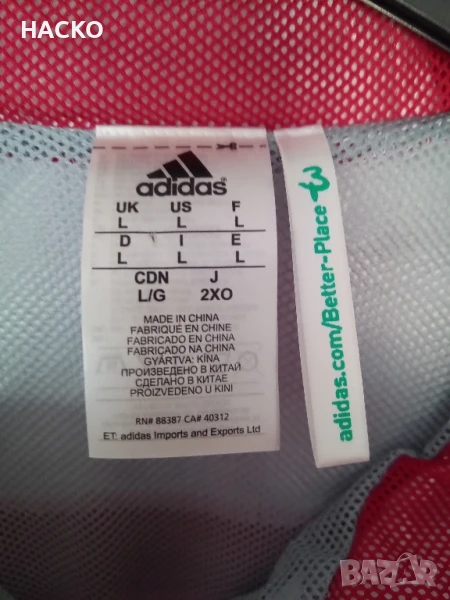 HACKO
adidas
UK US F
L L L
D I E
L L L
CDN J
L/G 2XO
MADE IN CHINA
FABRIQUÉ EN CHINE
FABRICADO EN CHINA
FABRICADO NA CHINA
GYÁRTVA: KÍNA
ПРОИЗВЕДЕНО В КИТАЙ
СДЕЛАНО В КИТАЕ
PROIZVEDENO U KINI
RN# 88387 CA# 40312
ET: adidas Imports and Exports Ltd
adidas.com/Better-Place
BAZAR